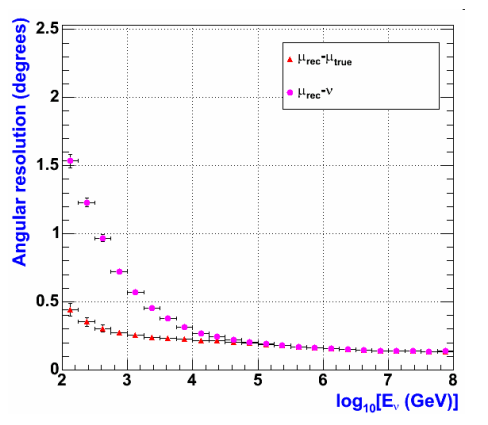 Angular resolution (degrees)
2.5
2
1.5
1
0.5
0
μrec-μtrue
μrec-ν
2 3 4 5 6 7 8
log10[Eν (GeV)]